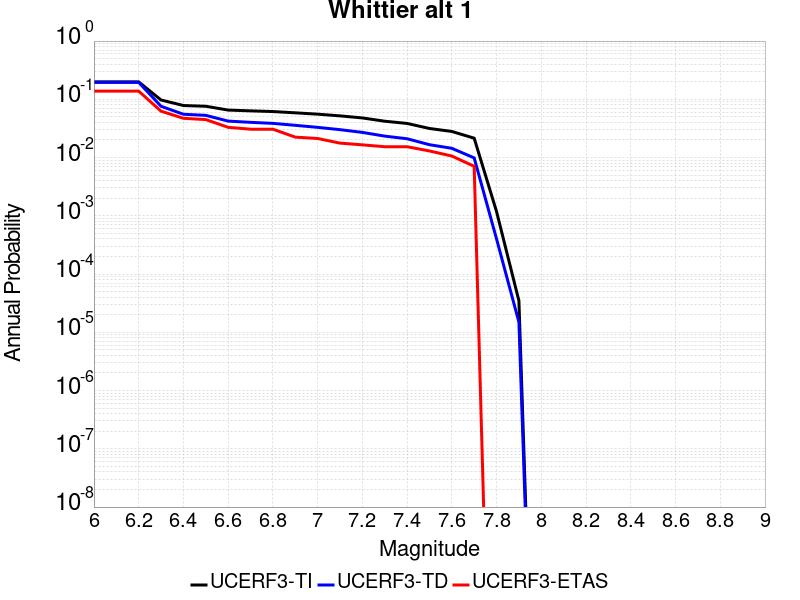 Whittier alt 1
10^0
10^-1
10^-2
10^-3
10^-4
10^-5
10^-6
10^-7
10^-8
Annual Probability
6 6.2 6.4 6.6 6.8 7 7.2 7.4 7.6 7.8 8 8.2 8.4 8.6 8.8 9
Magnitude
UCERF3-TI UCERF3-TD UCERF3-ETAS